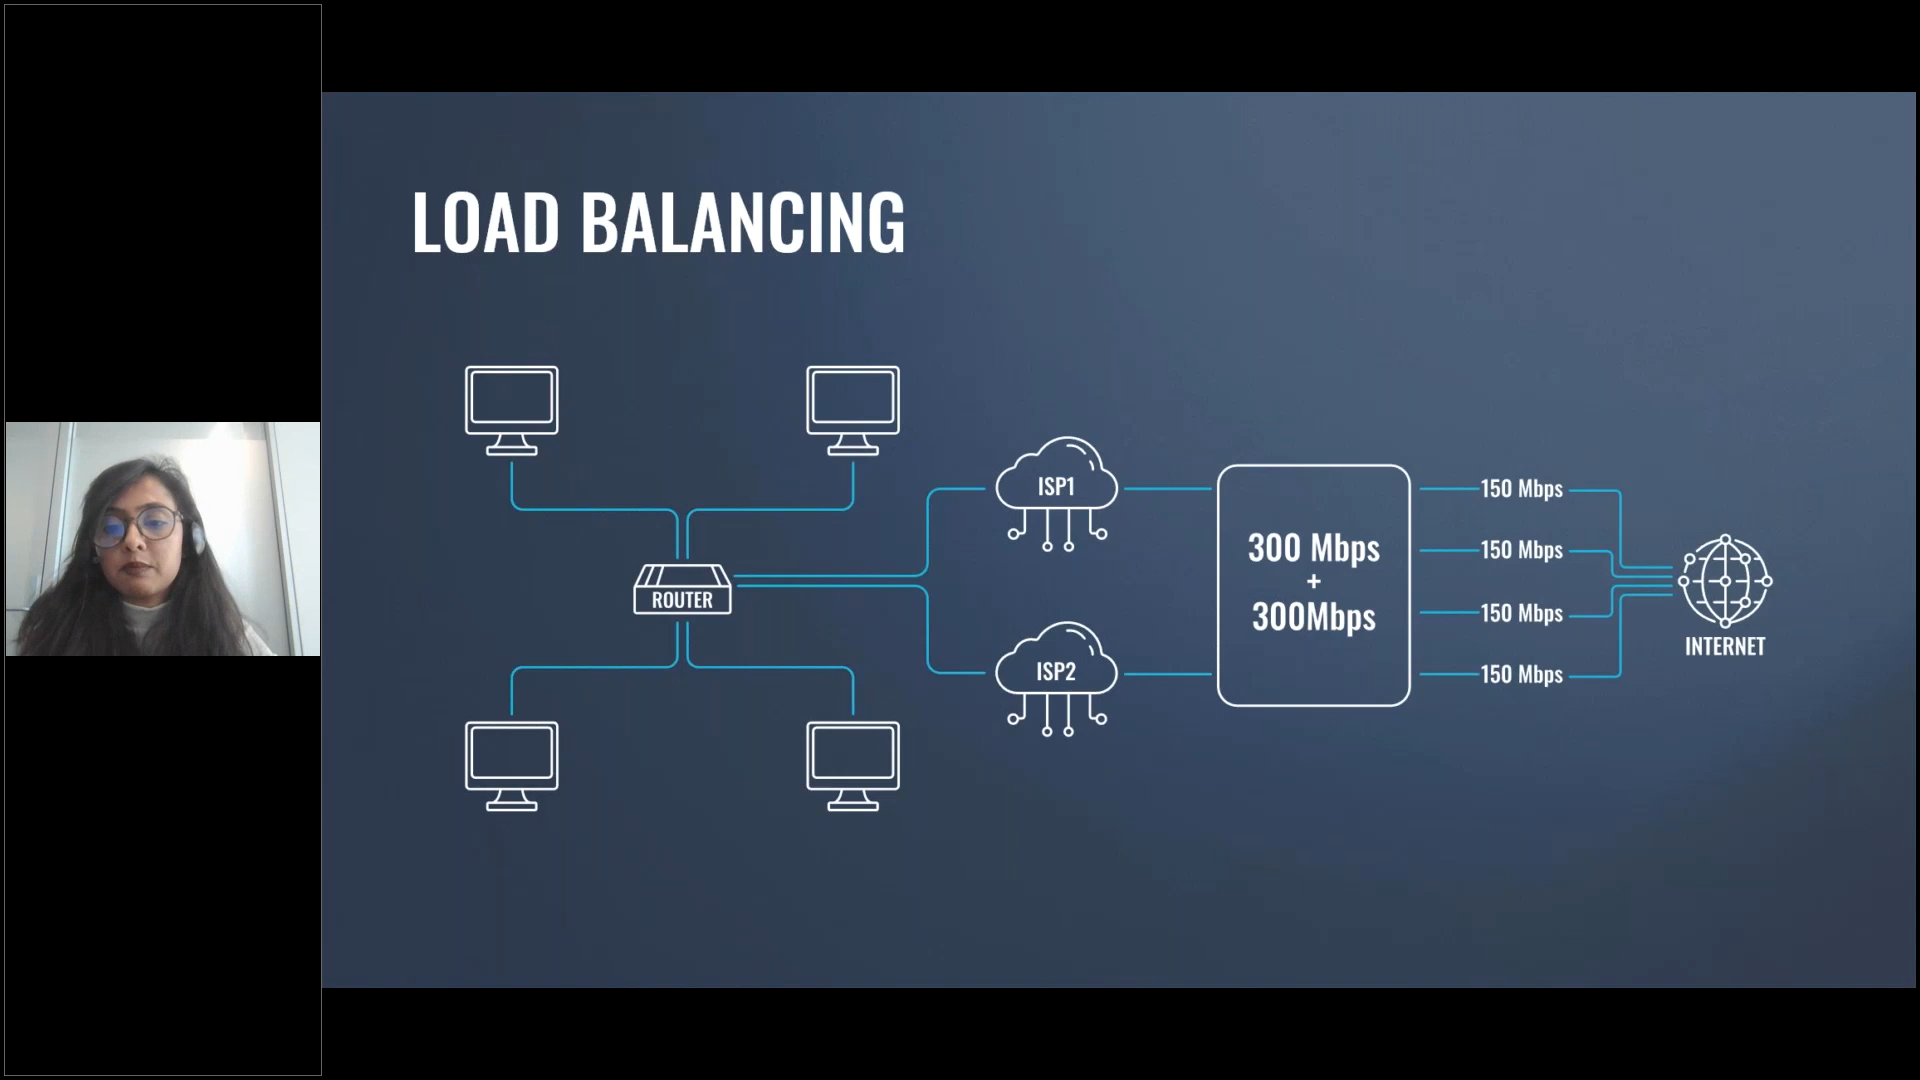 LOAD BALANCING
ROUTER
ISP1
ISP2
300 Mbps
+
300Mbps
150 Mbps
150 Mbps
150 Mbps
150 Mbps
INTERNET